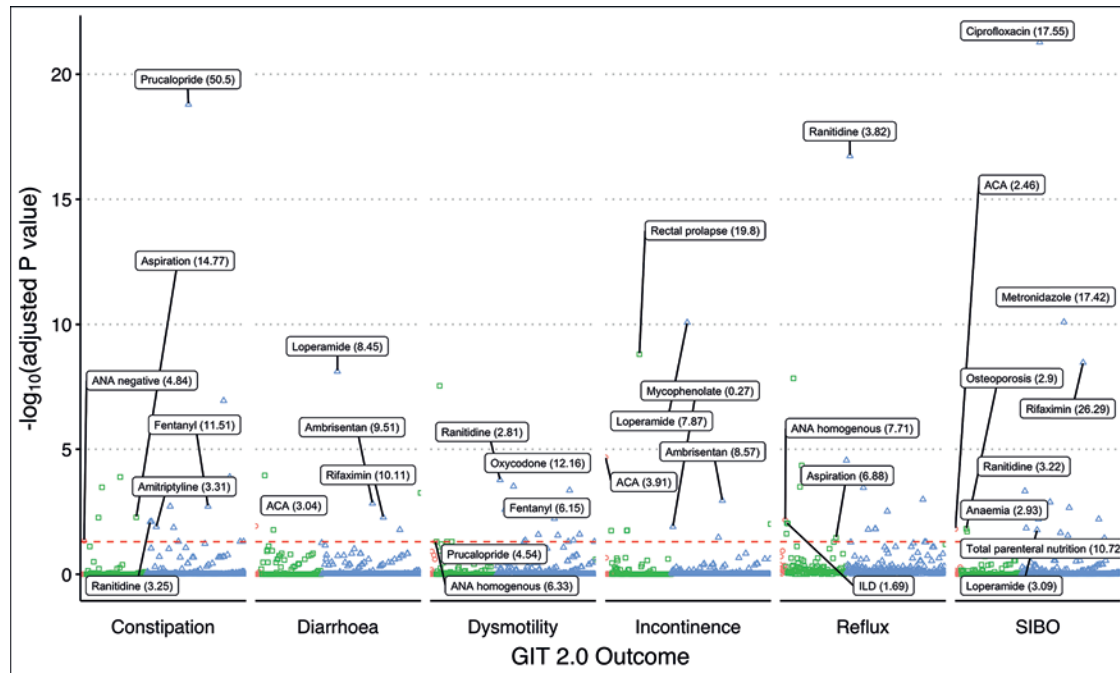 Ciprofloxacin (17.55)
20
Prucalopride (50.5)
Ranitidine (3.82)
ACA (2.46)
15
Rectal prolapse (19.8)
Aspiration (14.77)
Metronidazole (17.42)
10
Loperamide (8.45)
ANA negative (4.84)
Mycophenolate (0.27)
Osteoporosis (2.9)
Rifaximin (26.29)
Fentanyl (11.51)
Ambrisentan (9.51)
Ranitidine (2.81)
Loperamide (7.87)
ANA homogenous (7.71)
5
Oxycodone (12.16)
Ambrisentan (8.57)
Ranitidine (3.22)
Amitriptyline (3.31)
Rifaximin (10.11)
ACA (3.91)
Aspiration (6.88)
ACA (3.04)
Fentanyl (6.15)
Anaemia (2.93)
Prucalopride (4.54)
Total parenteral nutrition (10.72
0
Ranitidine (3.25)
ANA homogenous (6.33)
ILD (1.69)
Loperamide (3.09)
-log10(adjusted P value)
Constipation
Diarrhoea
Dysmotility
Incontinence
Reflux
SIBO
GIT 2.0 Outcome